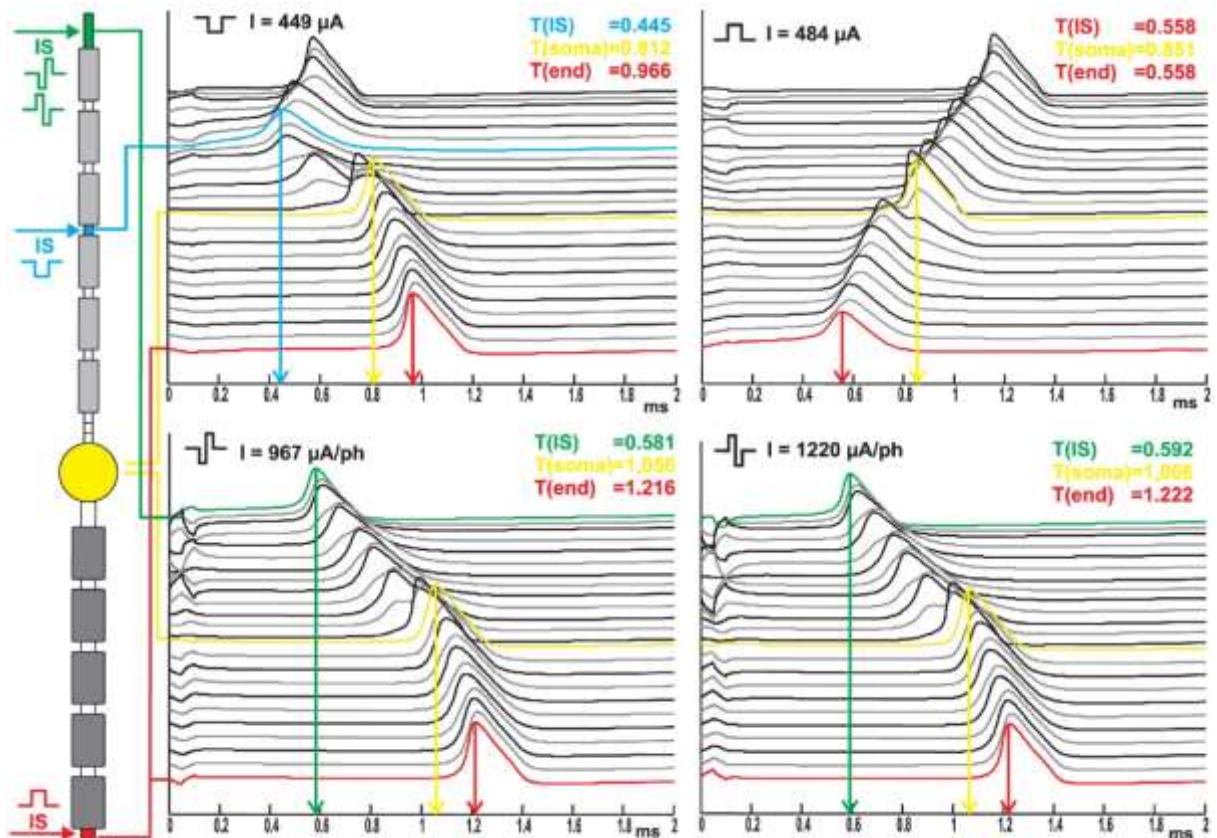 IS
IS
IS
I = 449 µA
T(IS) =0.445
T(soma)=0.812
T(end) =0.966
0 0.2 0.4 0.6 0.8 1 1.2 1.4 1.6 1.8 2
ms
I = 484 µA
T(IS) =0.558
T(soma)=0.851
T(end) =0.558
0 0.2 0.4 0.6 0.8 1 1.2 1.4 1.6 1.8 2
ms
I = 967 µA/ph
T(IS) =0.581
T(soma)=1,050
T(end) =1.216
0 0.2 0.4 0.6 0.8 1 1.2 1.4 1.6 1.8 2
ms
I = 1220 µA/ph
T(IS) =0.592
T(soma)=1,066
T(end) =1.222
0 0.2 0.4 0.6 0.8 1 1.2 1.4 1.6 1.8 2
ms